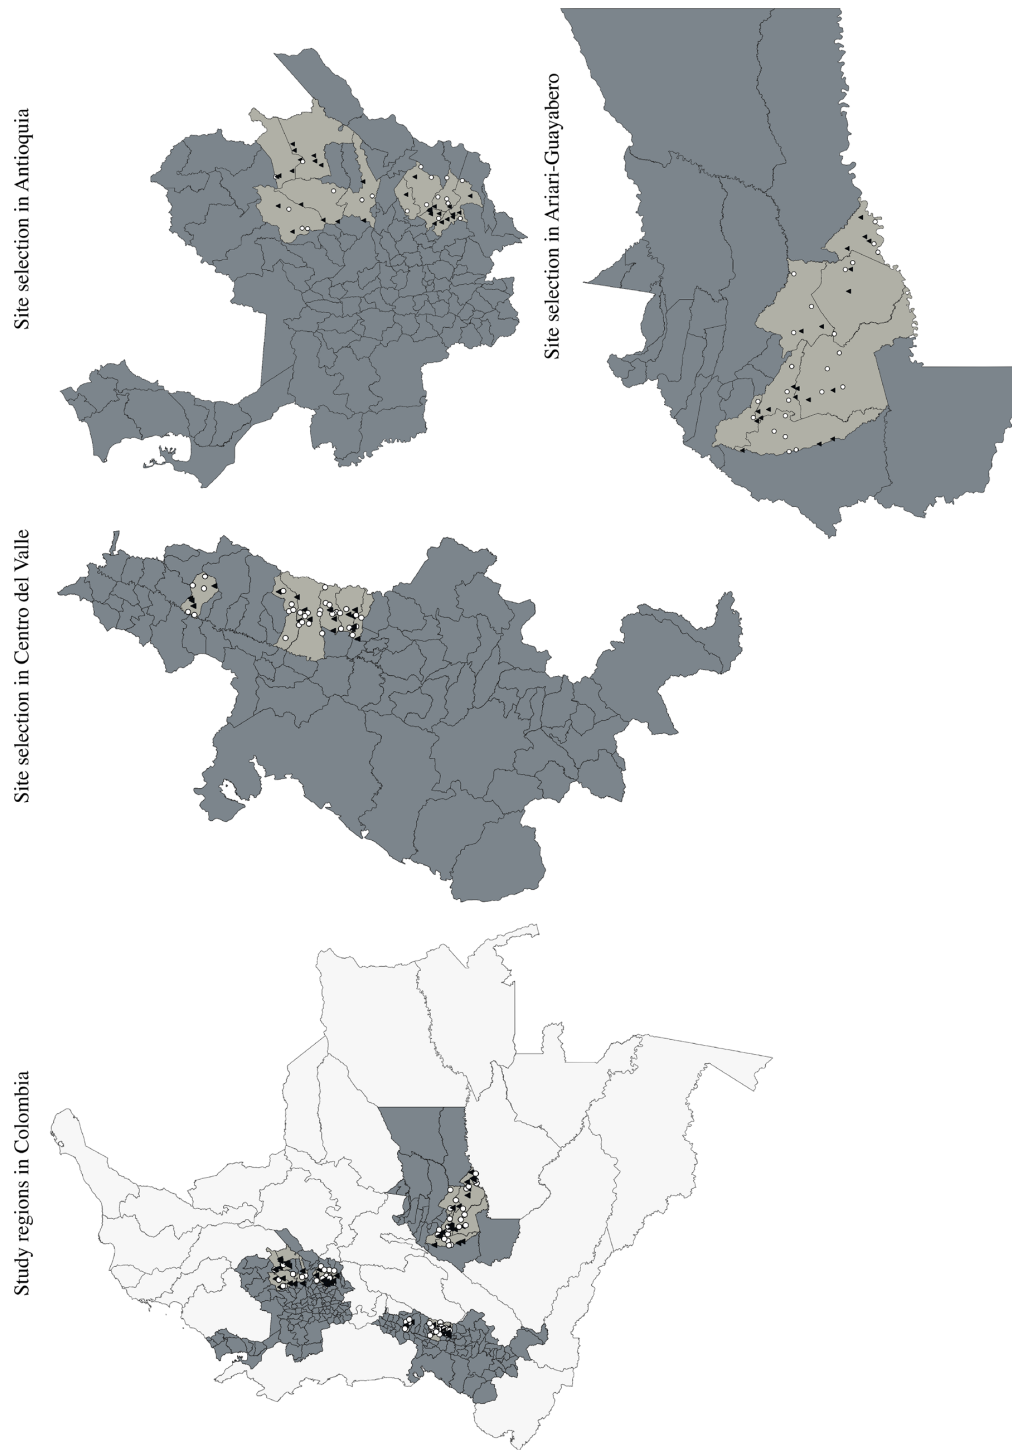 Study regions in Colombia
Site selection in Centro del Valle
Site selection in Antioquia
Site selection in Ariari-Guayabero